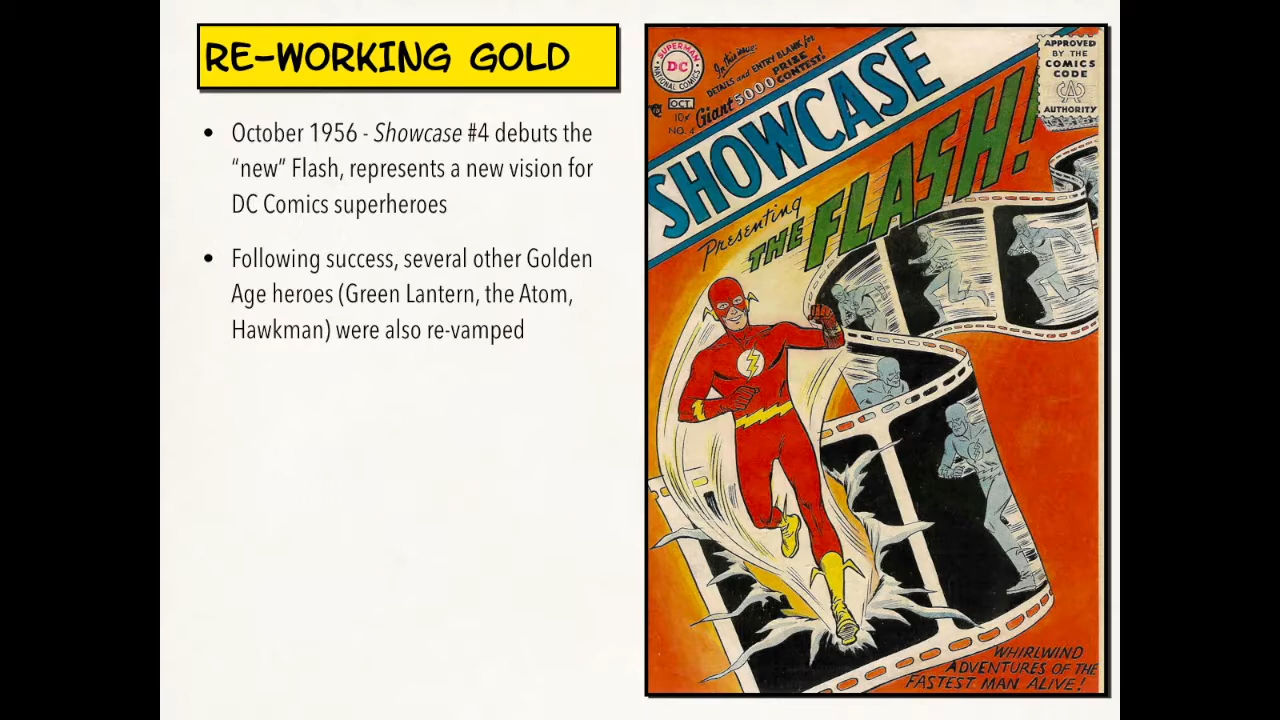 RE-WORKING GOLD
• October 1956 - Showcase #4 debuts the
"new" Flash, represents a new vision for
DC Comics superheroes
• Following success, several other Golden
Age heroes (Green Lantern, the Atom,
Hawkman) were also re-vamped
SUPERMAN
DC
NATIONAL COMICS
In this issue:
DETAILS and ENTRY BLANK for
Giant 5000 PRIZE
CONTEST!
OCT.
10¢
NO. 4
APPROVED
BY THE
COMICS
CODE
CA
AUTHORITY
SHOWCASE
Presenting
THE FLASH!
WHIRLWIND
ADVENTURES OF THE
FASTEST MAN ALIVE!